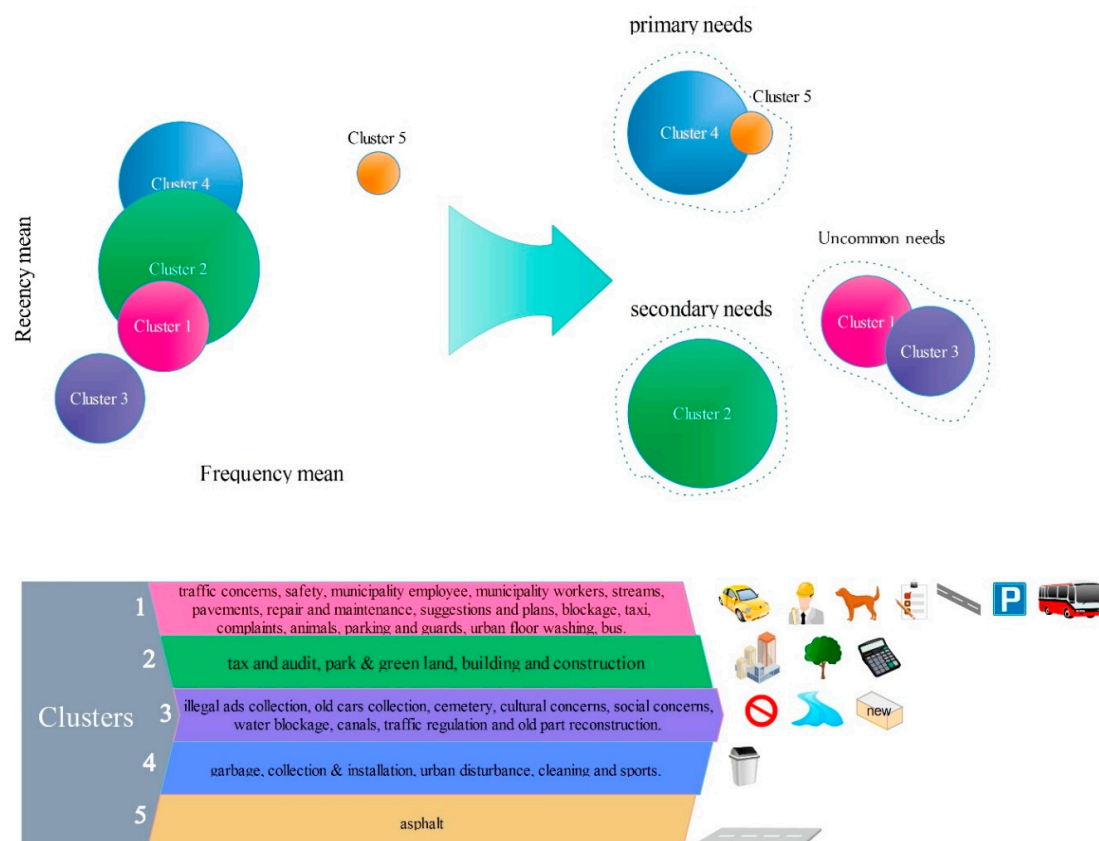 primary needs
Cluster 5
Cluster 4
Cluster 5
Cluster 4
Recency mean
Cluster 2
Cluster 1
Cluster 3
Frequency mean
Uncommon needs
Cluster 1
Cluster 3
secondary needs
Cluster 2
Clusters
1
traffic concerns, safety, municipality employee, municipality workers, streams,
pavements, repair and maintenance, suggestions and plans, blockage, taxi,
complaints, animals, parking and guards, urban floor washing, bus.
P
2
tax and audit, park & green land, building and construction
3
illegal ads collection, old cars collection, cemetery, cultural concerns, social concerns,
water blockage, canals, traffic regulation and old part reconstruction.
new
4
garbage, collection & installation, urban disturbance, cleaning and sports.
5
asphalt